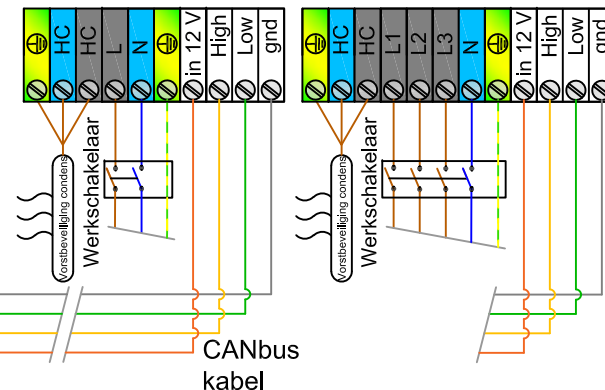 HC
HC
L
N
in 12 V
High
Low
gnd
HC
HC
L1
L2
L3
N
in 12 V
High
Low
gnd
Vorstbeveiliging condens
Werkschakelaar
Vorstbeveiliging condens
Werkschakelaar
CANbus
kabel